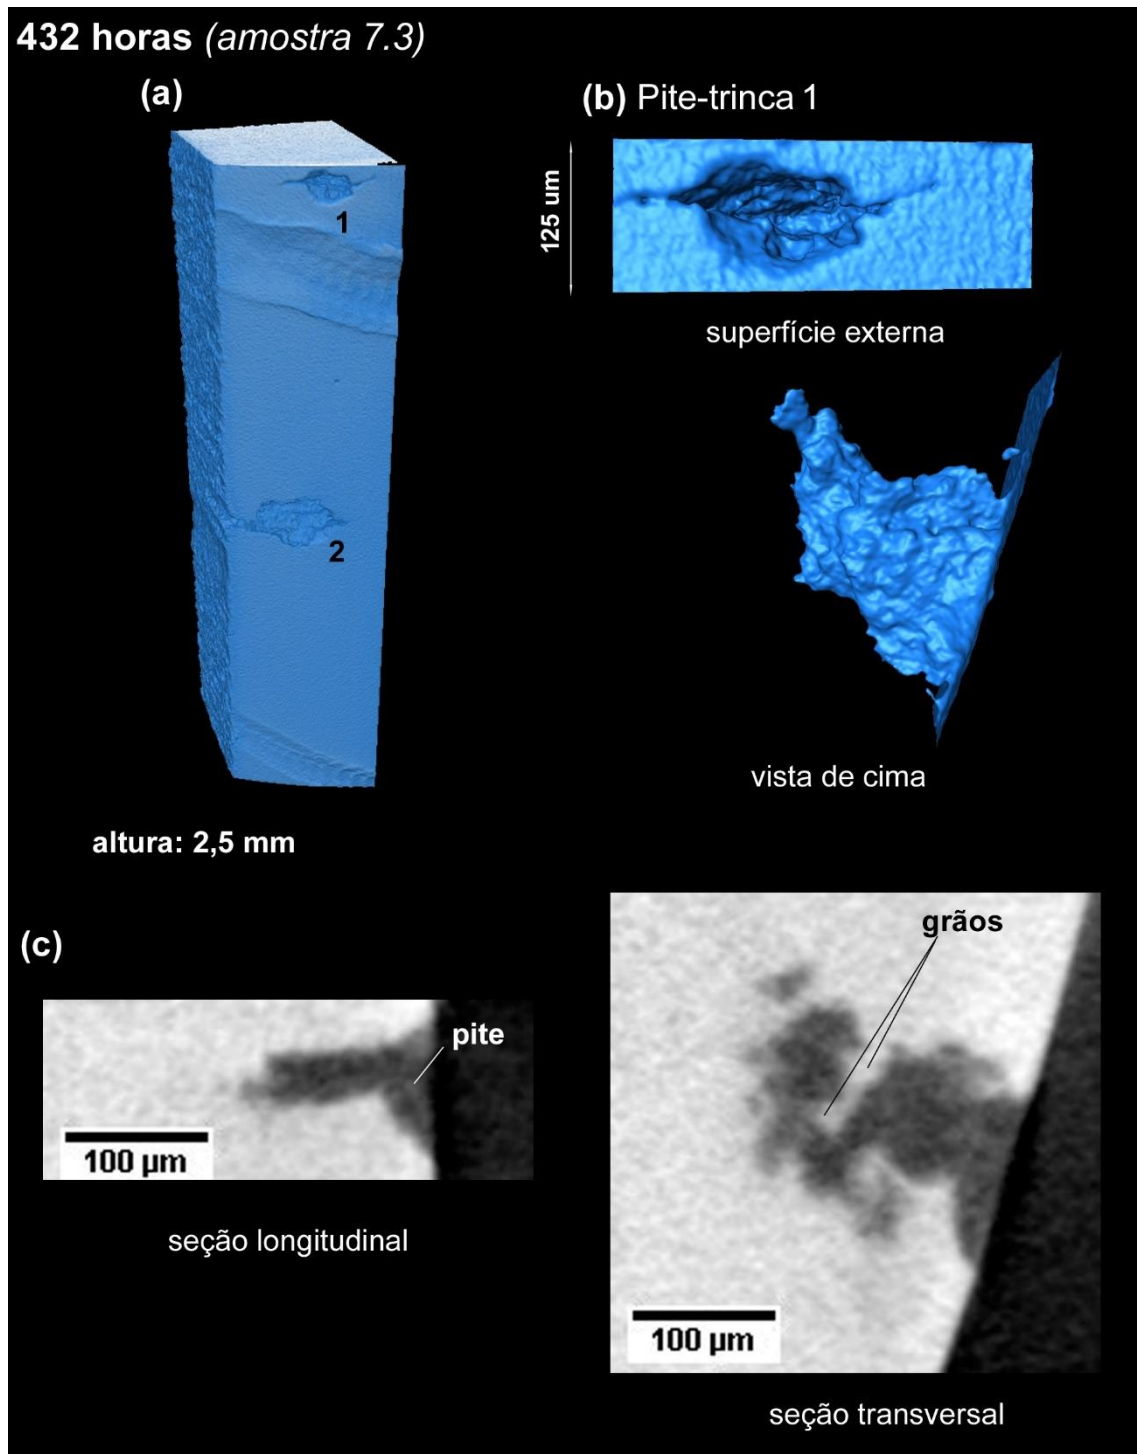 432 horas (amostra 7.3)
(a)
(b) Pite-trinca 1
1
125 um
superfície externa
2
vista de cima
altura: 2,5 mm
(c)
grãos
pite
100 µm
seção longitudinal
100 µm
seção transversal